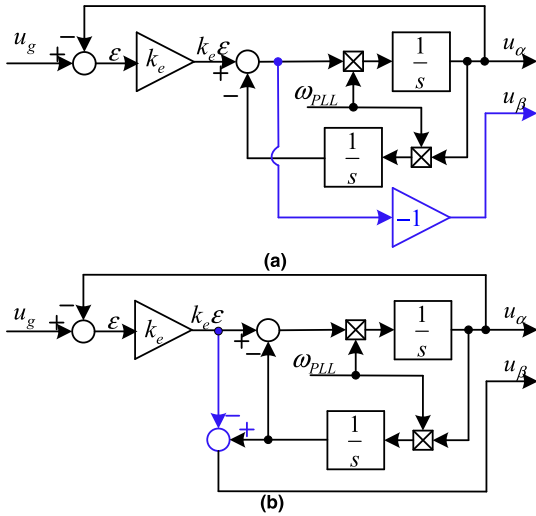 u_g + − ε k_e k_e ε + − 1/s u_α
ω_PLL u_β
1/s
−1
(a)
u_g + − ε k_e k_e ε + − 1/s u_α
ω_PLL u_β
− + 1/s
(b)